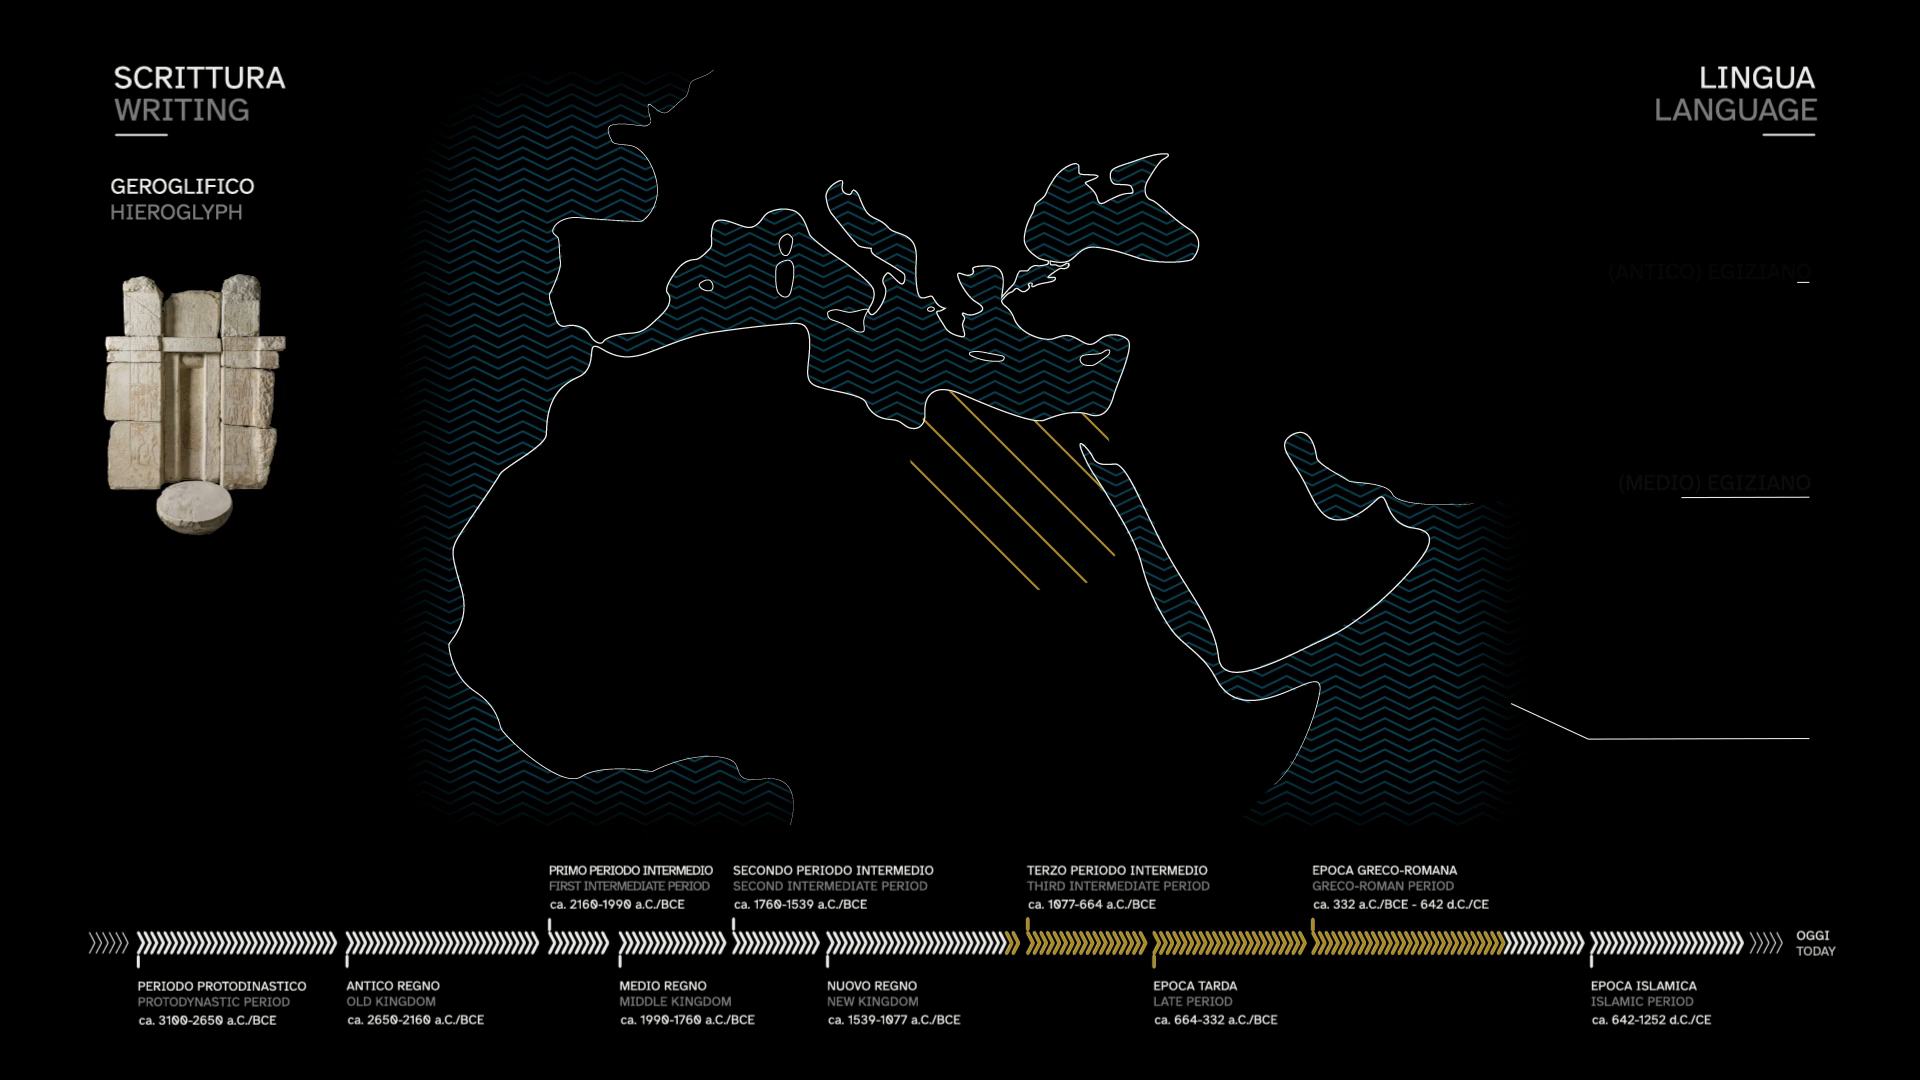 SCRITTURA
WRITING
GEROGLIFICO
HIEROGLYPH
LINGUA
LANGUAGE
(ANTICO) EGIZIANO
(MEDIO) EGIZIANO
PRIMO PERIODO INTERMEDIO
FIRST INTERMEDIATE PERIOD
ca. 2160-1990 a.C./BCE
SECONDO PERIODO INTERMEDIO
SECOND INTERMEDIATE PERIOD
ca. 1760-1539 a.C./BCE
TERZO PERIODO INTERMEDIO
THIRD INTERMEDIATE PERIOD
ca. 1077-664 a.C./BCE
EPOCA GRECO-ROMANA
GRECO-ROMAN PERIOD
ca. 332 a.C./BCE - 642 d.C./CE
OGGI
TODAY
PERIODO PROTODINASTICO
PROTODYNASTIC PERIOD
ca. 3100-2650 a.C./BCE
ANTICO REGNO
OLD KINGDOM
ca. 2650-2160 a.C./BCE
MEDIO REGNO
MIDDLE KINGDOM
ca. 1990-1760 a.C./BCE
NUOVO REGNO
NEW KINGDOM
ca. 1539-1077 a.C./BCE
EPOCA TARDA
LATE PERIOD
ca. 664-332 a.C./BCE
EPOCA ISLAMICA
ISLAMIC PERIOD
ca. 642-1252 d.C./CE